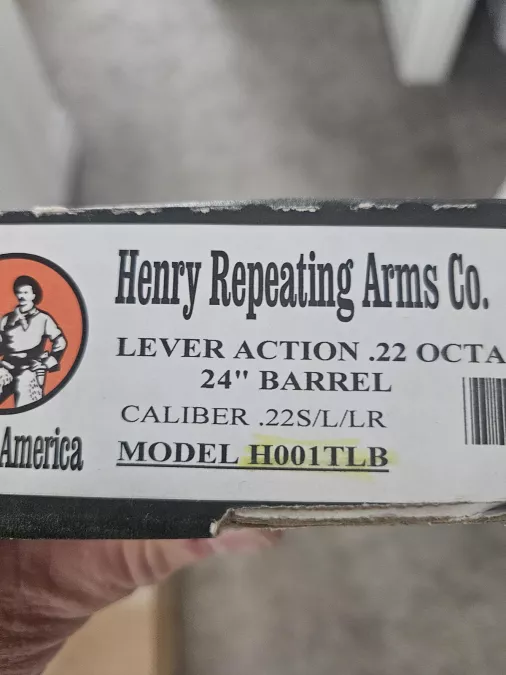 Henry Repeating Arms Co.
LEVER ACTION .22 OCTA
24" BARREL
CALIBER .22S/L/LR
America
MODEL H001TLB